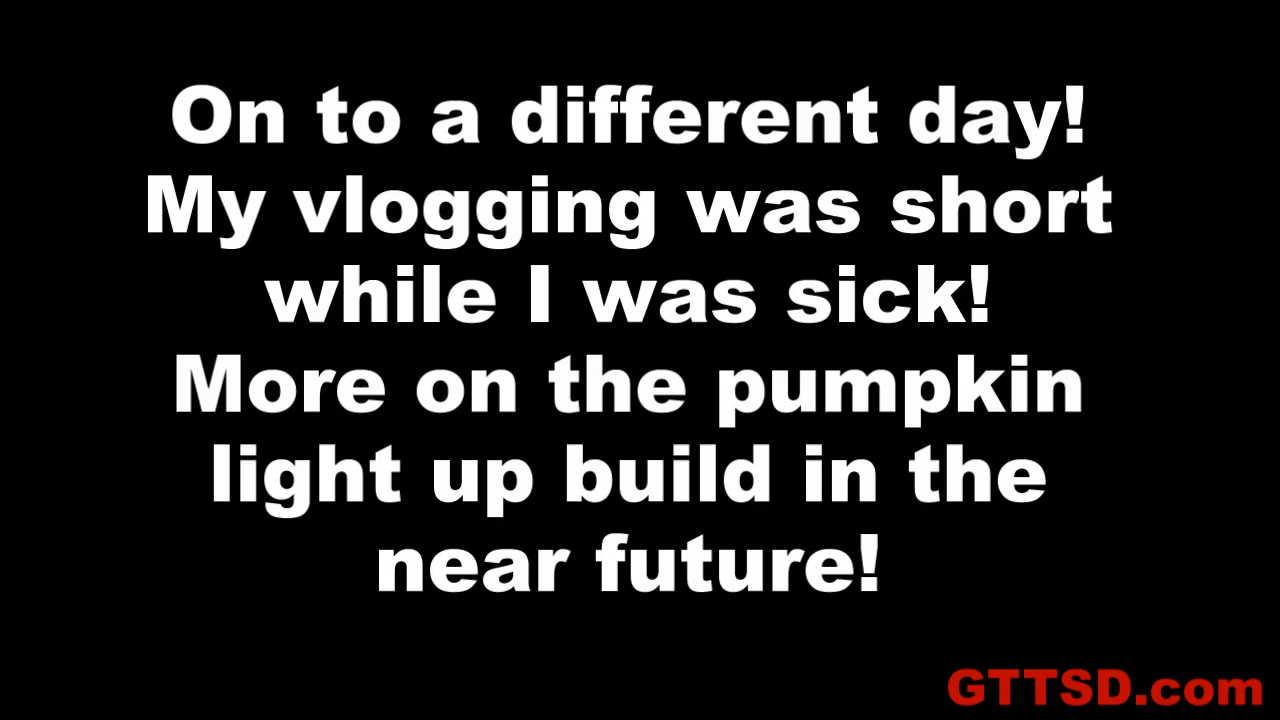 On to a different day!
My vlogging was short
while I was sick!
More on the pumpkin
light up build in the
near future!
GTTSD.com